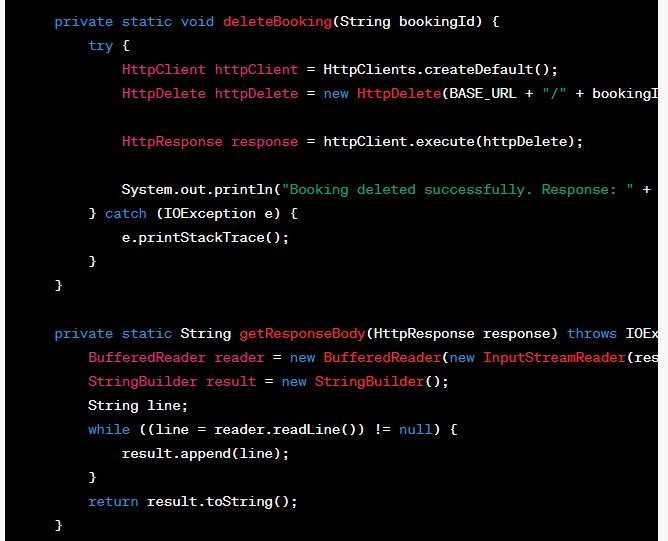 private static void deleteBooking(String bookingId) {
try {
HttpClient httpClient = HttpClients.createDefault();
HttpDelete httpDelete = new HttpDelete(BASE_URL + "/" + bookingI
HttpResponse response = httpClient.execute(httpDelete);
System.out.println("Booking deleted successfully. Response: " +
} catch (IOException e) {
e.printStackTrace();
}
}
private static String getResponseBody(HttpResponse response) throws IOEx
BufferedReader reader = new BufferedReader(new InputStreamReader(res
StringBuilder result = new StringBuilder();
String line;
while ((line = reader.readLine()) != null) {
result.append(line);
}
return result.toString();
}